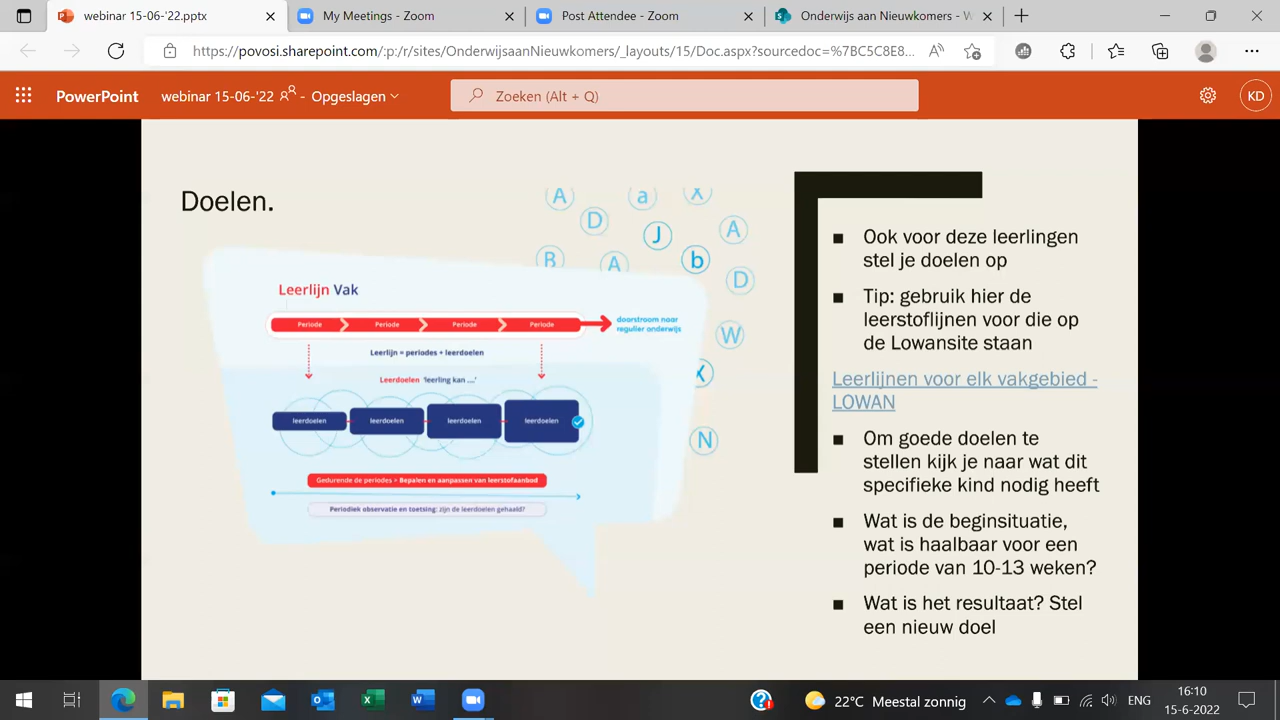 webinar 15-06-'22.pptx
My Meetings - Zoom
Post Attendee - Zoom
Onderwijs aan Nieuwkomers - W
https://povosi.sharepoint.com/:p:/r/sites/OnderwijsaanNieuwkomers/_layouts/15/Doc.aspx?sourcedoc=%7BC5C8E8...
PowerPoint
webinar 15-06-'22 - Opgeslagen
Zoeken (Alt + Q)
KD
Doelen.
A
a
X
D
J
A
B
A
b
D
W
X
N
Leerlijn Vak
Periode
Periode
Periode
Periode
doorstroom naar
regulier onderwijs
Leerlijn = periodes + leerdoelen
Leerdoelen 'leerling kan ...'
leerdoelen
leerdoelen
leerdoelen
leerdoelen
Gedurende de periodes • Bepalen en aanpassen van leerstofaanbod
Periodiek observatie en toetsing: zijn de leerdoelen gehaald?
■ Ook voor deze leerlingen
stel je doelen op
■ Tip: gebruik hier de
leerstoflijnen voor die op
de Lowansite staan
Leerlijnen voor elk vakgebied -
LOWAN
■ Om goede doelen te
stellen kijk je naar wat dit
specifieke kind nodig heeft
■ Wat is de beginsituatie,
wat is haalbaar voor een
periode van 10-13 weken?
■ Wat is het resultaat? Stel
een nieuw doel
22°C Meestal zonnig
ENG
16:10
15-6-2022